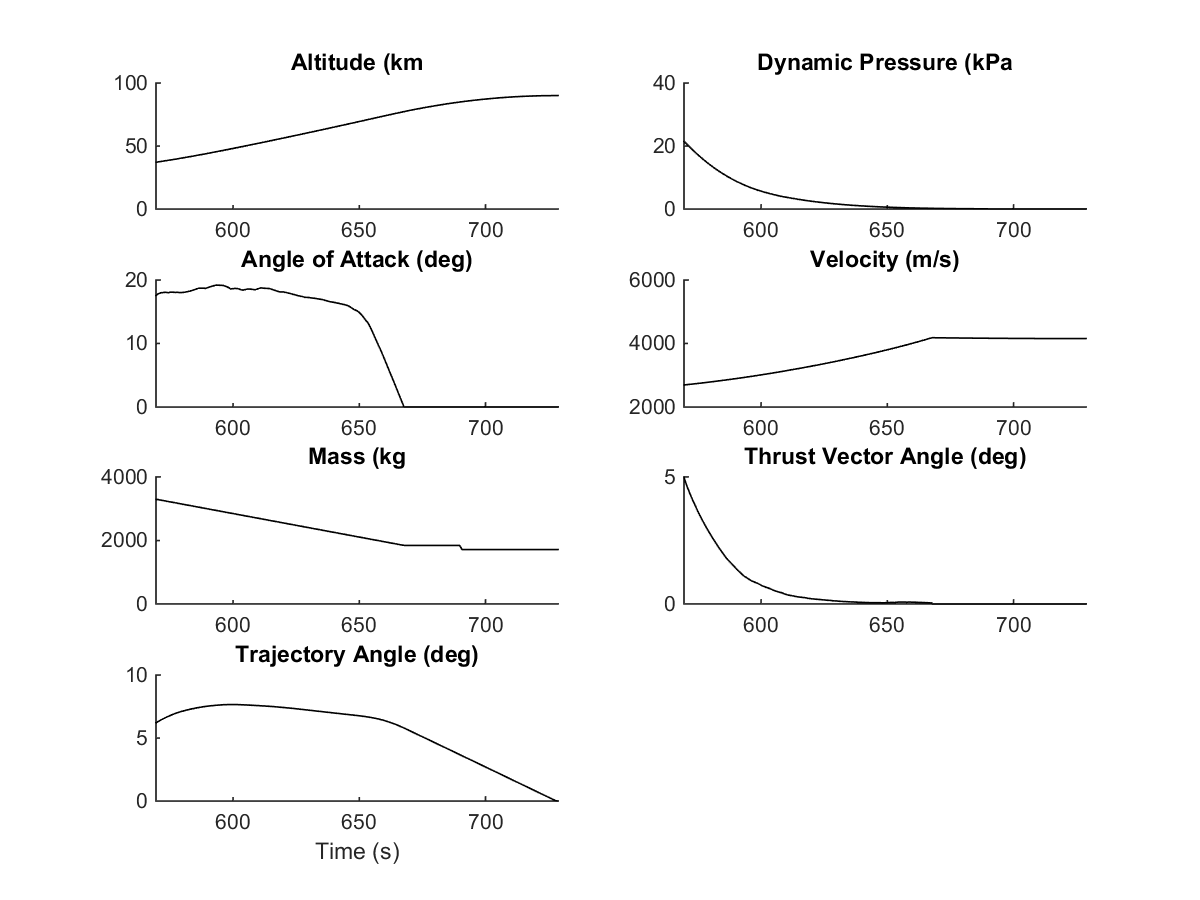 Altitude (km
100
50
0
600 650 700
Dynamic Pressure (kPa
40
20
0
600 650 700
Angle of Attack (deg)
20
10
0
600 650 700
Velocity (m/s)
6000
4000
2000
600 650 700
Mass (kg
4000
2000
0
600 650 700
Thrust Vector Angle (deg)
5
0
600 650 700
Trajectory Angle (deg)
10
5
0
600 650 700
Time (s)